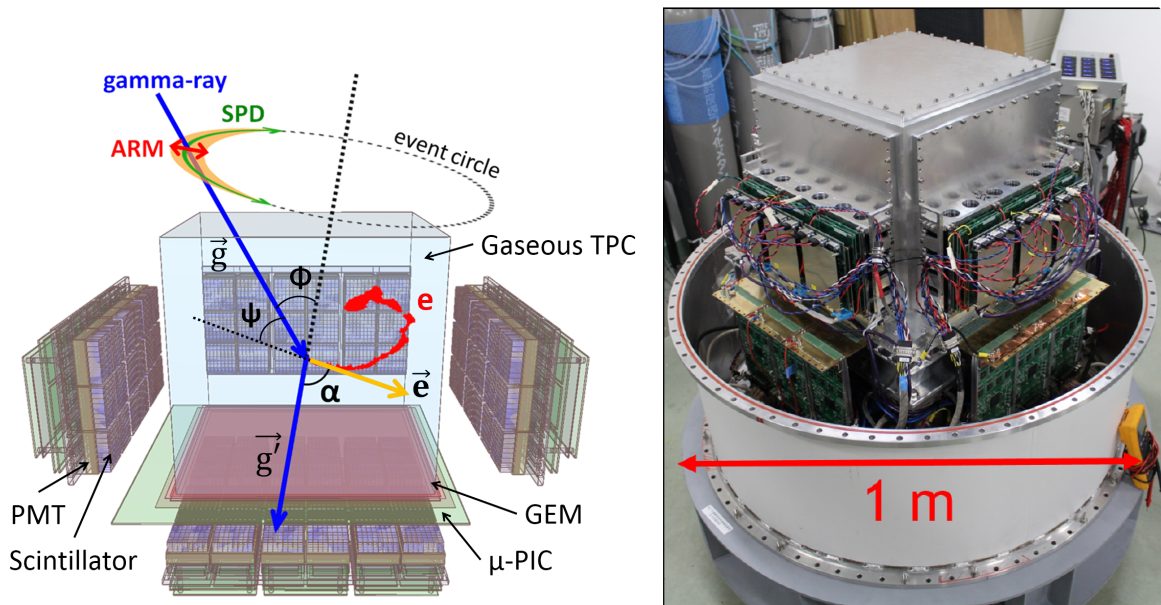 gamma-ray
SPD
ARM
event circle
Gaseous TPC
g⃗
Φ
ψ
e
α
e⃗
g⃗′
PMT
GEM
Scintillator
μ-PIC
1 m